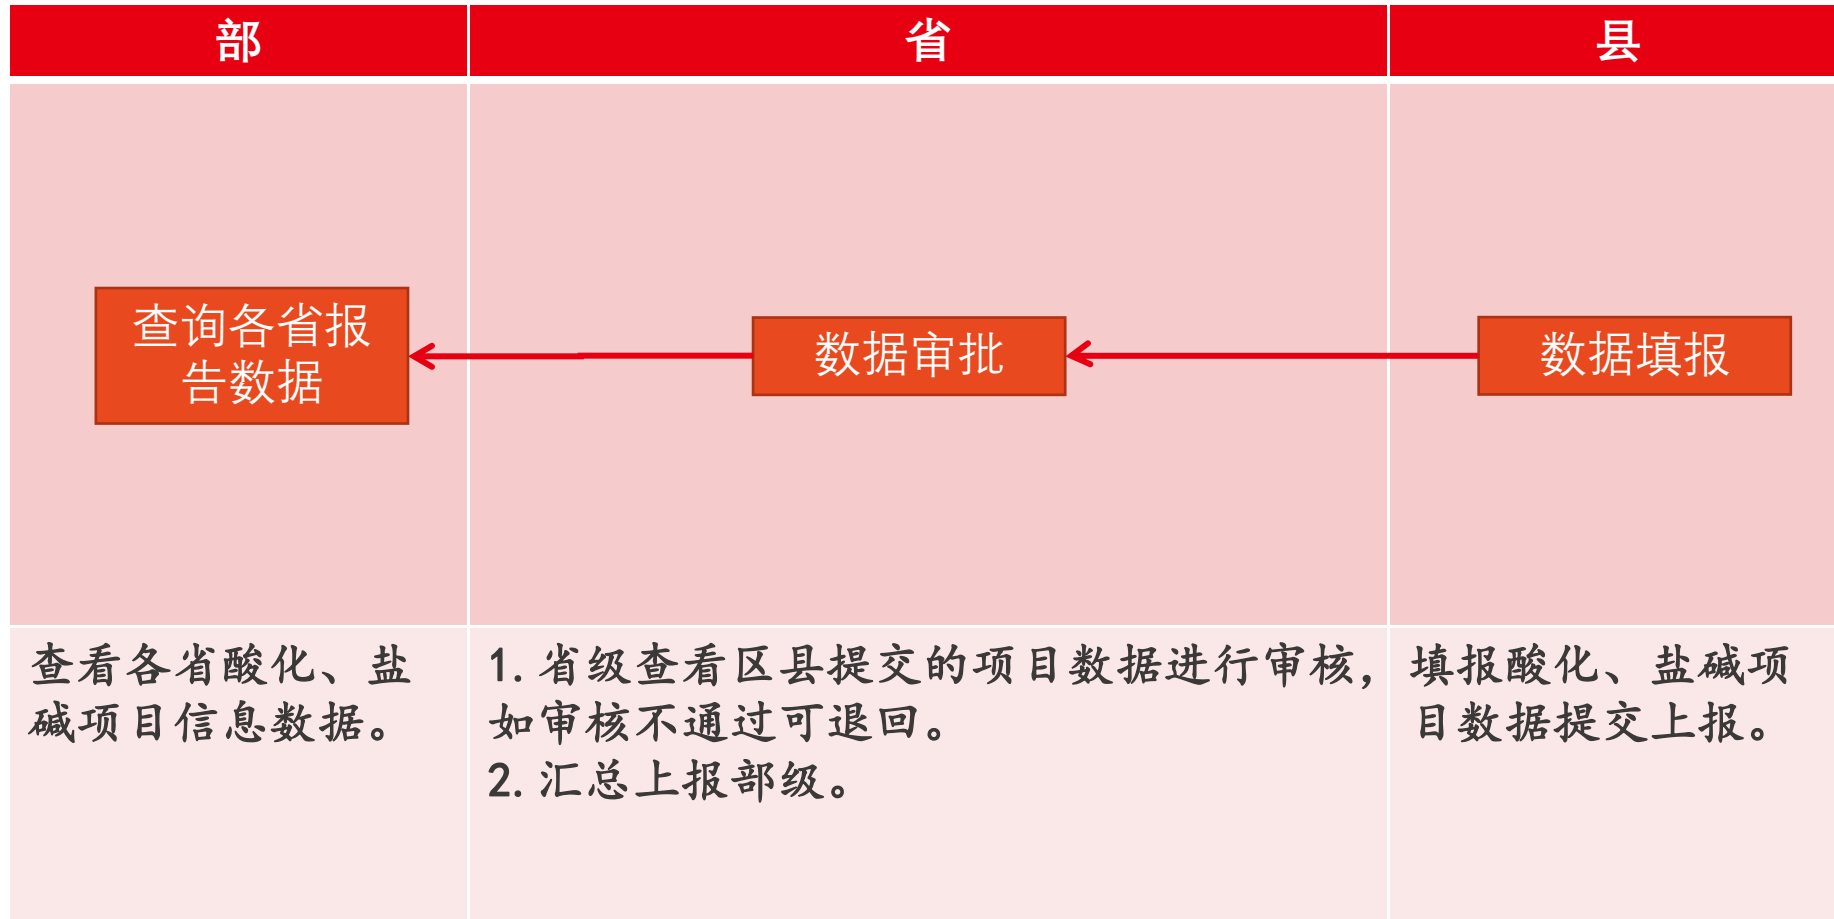 部
省
县
查询各省报
告数据
数据审批
数据填报
查看各省酸化、盐
碱项目信息数据。
1. 省级查看区县提交的项目数据进行审核，
如审核不通过可退回。
2. 汇总上报部级。
填报酸化、盐碱项
目数据提交上报。